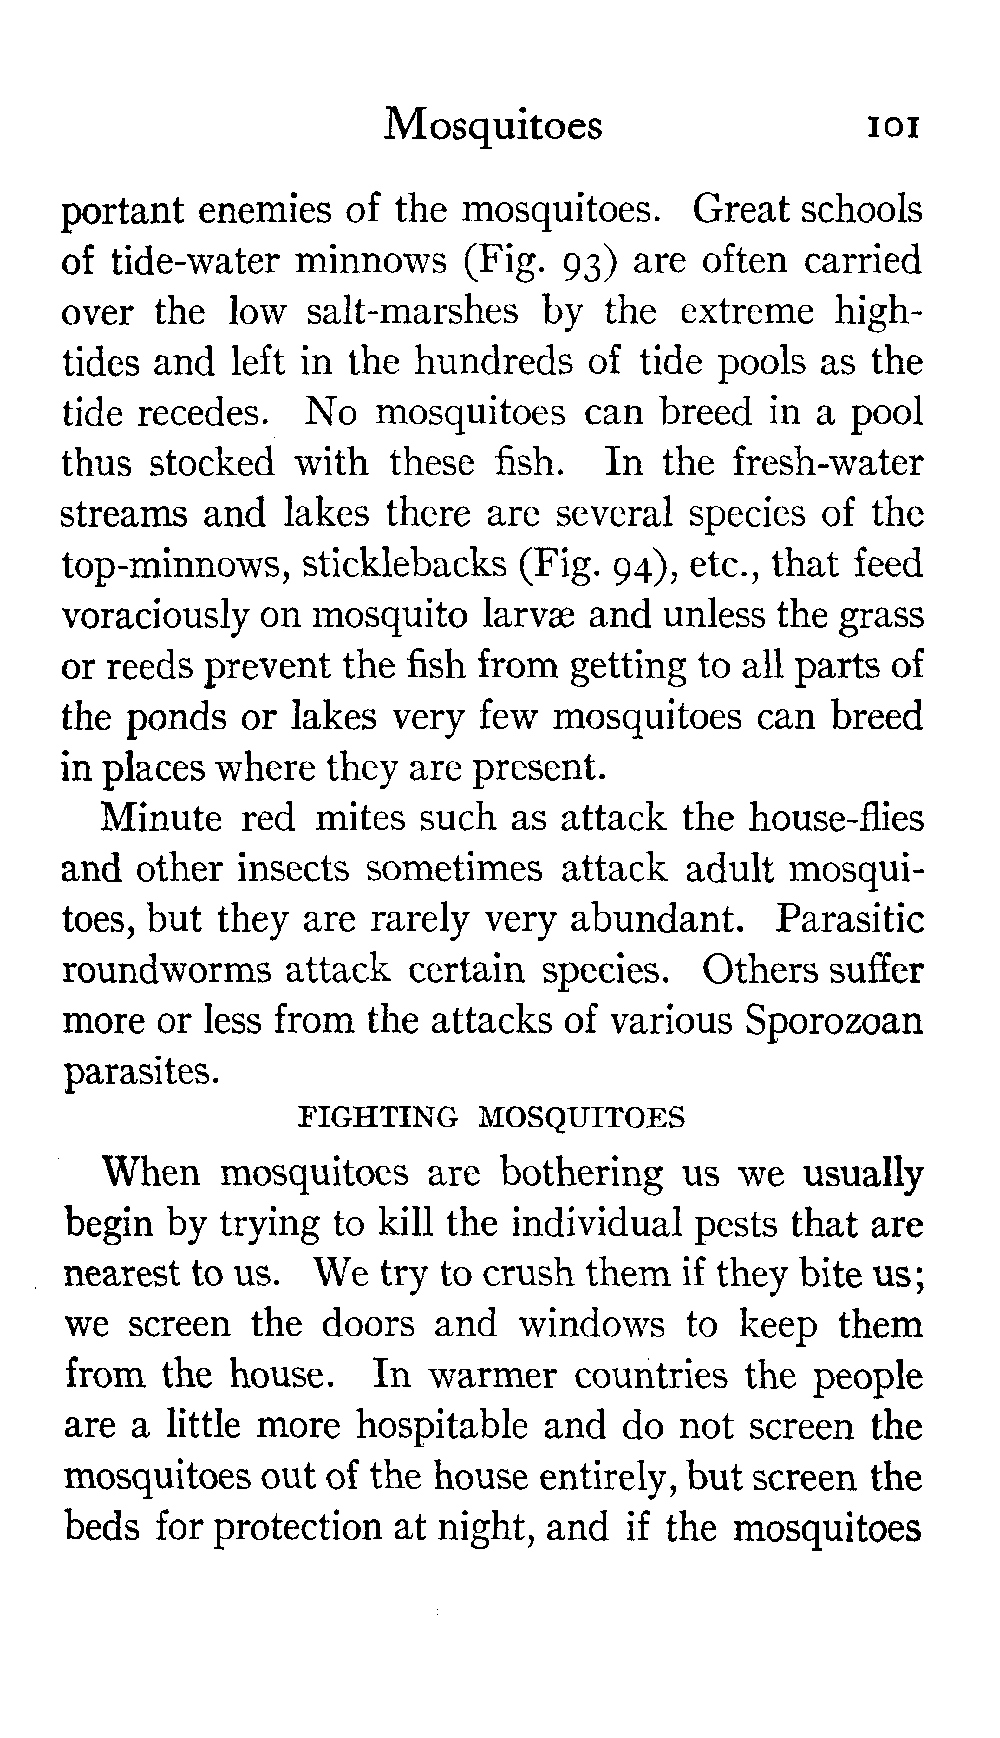 Mosquitoes 101
portant enemies of the mosquitoes. Great schools
of tide-water minnows (Fig. 93) are often carried
over the low salt-marshes by the extreme high-
tides and left in the hundreds of tide pools as the
tide recedes. No mosquitoes can breed in a pool
thus stocked with these fish. In the fresh-water
streams and lakes there are several species of the
top-minnows, sticklebacks (Fig. 94), etc., that feed
voraciously on mosquito larvæ and unless the grass
or reeds prevent the fish from getting to all parts of
the ponds or lakes very few mosquitoes can breed
in places where they are present.
Minute red mites such as attack the house-flies
and other insects sometimes attack adult mosqui-
toes, but they are rarely very abundant. Parasitic
roundworms attack certain species. Others suffer
more or less from the attacks of various Sporozoan
parasites.
FIGHTING MOSQUITOES
When mosquitoes are bothering us we usually
begin by trying to kill the individual pests that are
nearest to us. We try to crush them if they bite us;
we screen the doors and windows to keep them
from the house. In warmer countries the people
are a little more hospitable and do not screen the
mosquitoes out of the house entirely, but screen the
beds for protection at night, and if the mosquitoes